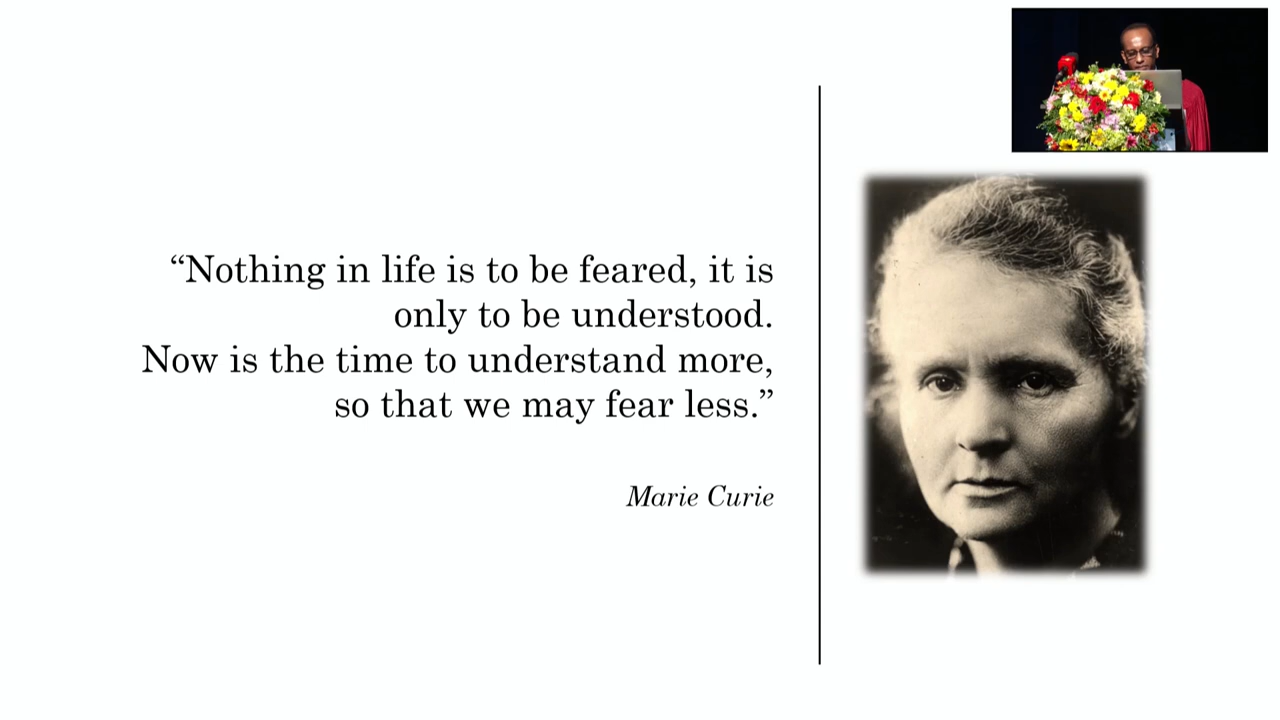 “Nothing in life is to be feared, it is
only to be understood.
Now is the time to understand more,
so that we may fear less.”
Marie Curie